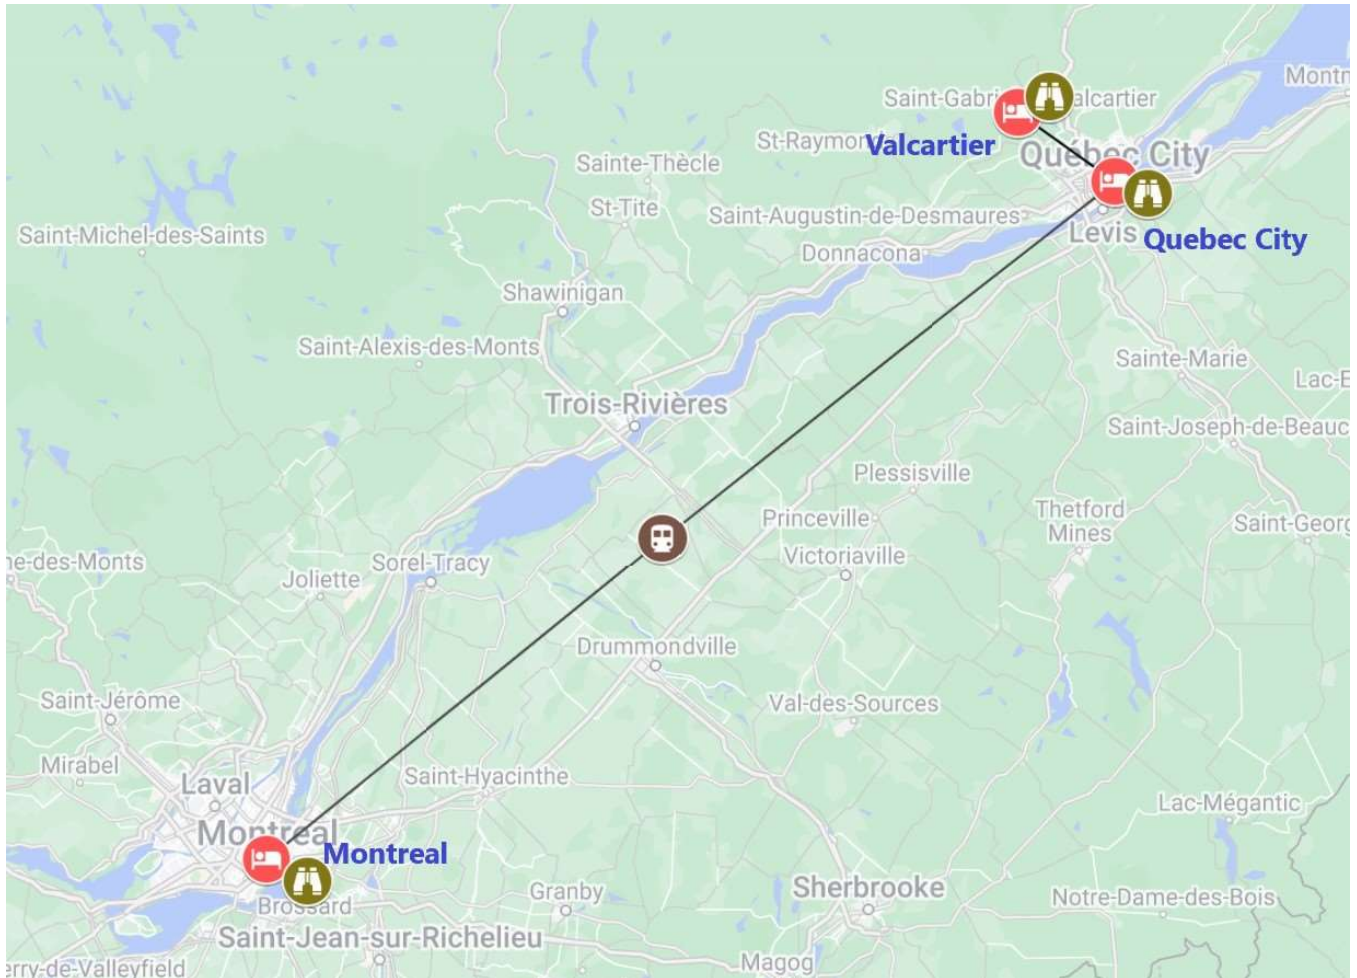 Montm
Saint-Gabri alcartier
St-Raymon
Valcartier
Québec City
Sainte-Thècle
St-Tite
Saint-Augustin-de-Desmaures
Levis
Quebec City
Saint-Michel-des-Saints
Donnacona
Shawinigan
Saint-Alexis-des-Monts
Sainte-Marie
Lac-E
Trois-Rivières
Saint-Joseph-de-Beauc
Plessisville
Thetford
Mines
Princeville
Saint-Georg
ne-des-Monts
Sorel-Tracy
Victoriaville
Joliette
Drummondville
Saint-Jérôme
Val-des-Sources
Mirabel
Saint-Hyacinthe
Laval
Lac-Mégantic
Montreal
Montreal
Sherbrooke
Granby
Notre-Dame-des-Bois
Brossard
Saint-Jean-sur-Richelieu
erry-de-Valleyfield
Magog